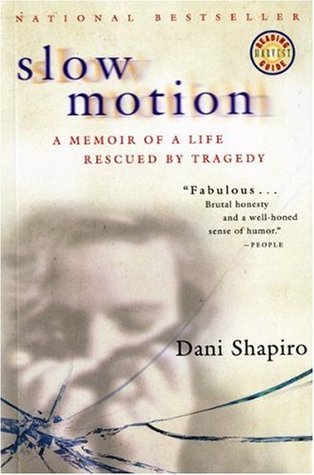 NATIONAL BESTSELLER
READING
HARVEST
GUIDE
slow
motion
A MEMOIR OF A LIFE
RESCUED BY TRAGEDY
"Fabulous...
Brutal honesty
and a well-honed
sense of humor."
—PEOPLE
Dani Shapiro